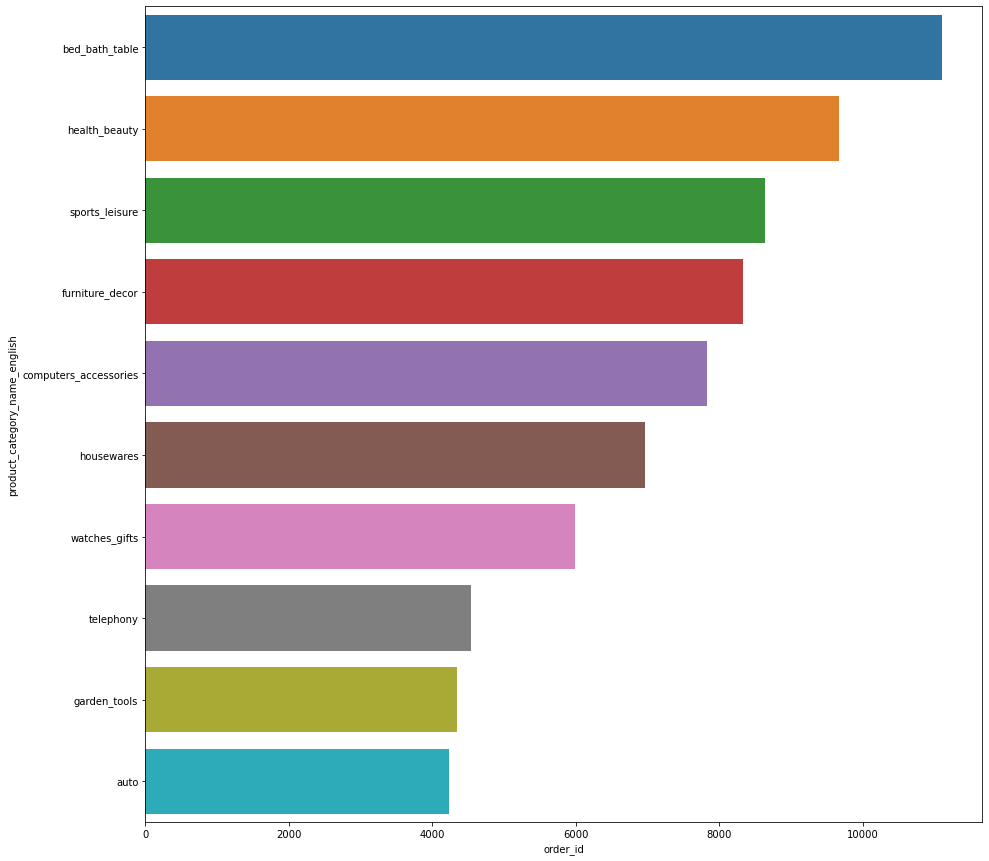 product_category_name_english
bed_bath_table
health_beauty
sports_leisure
furniture_decor
computers_accessories
housewares
watches_gifts
telephony
garden_tools
auto
0 2000 4000 6000 8000 10000
order_id